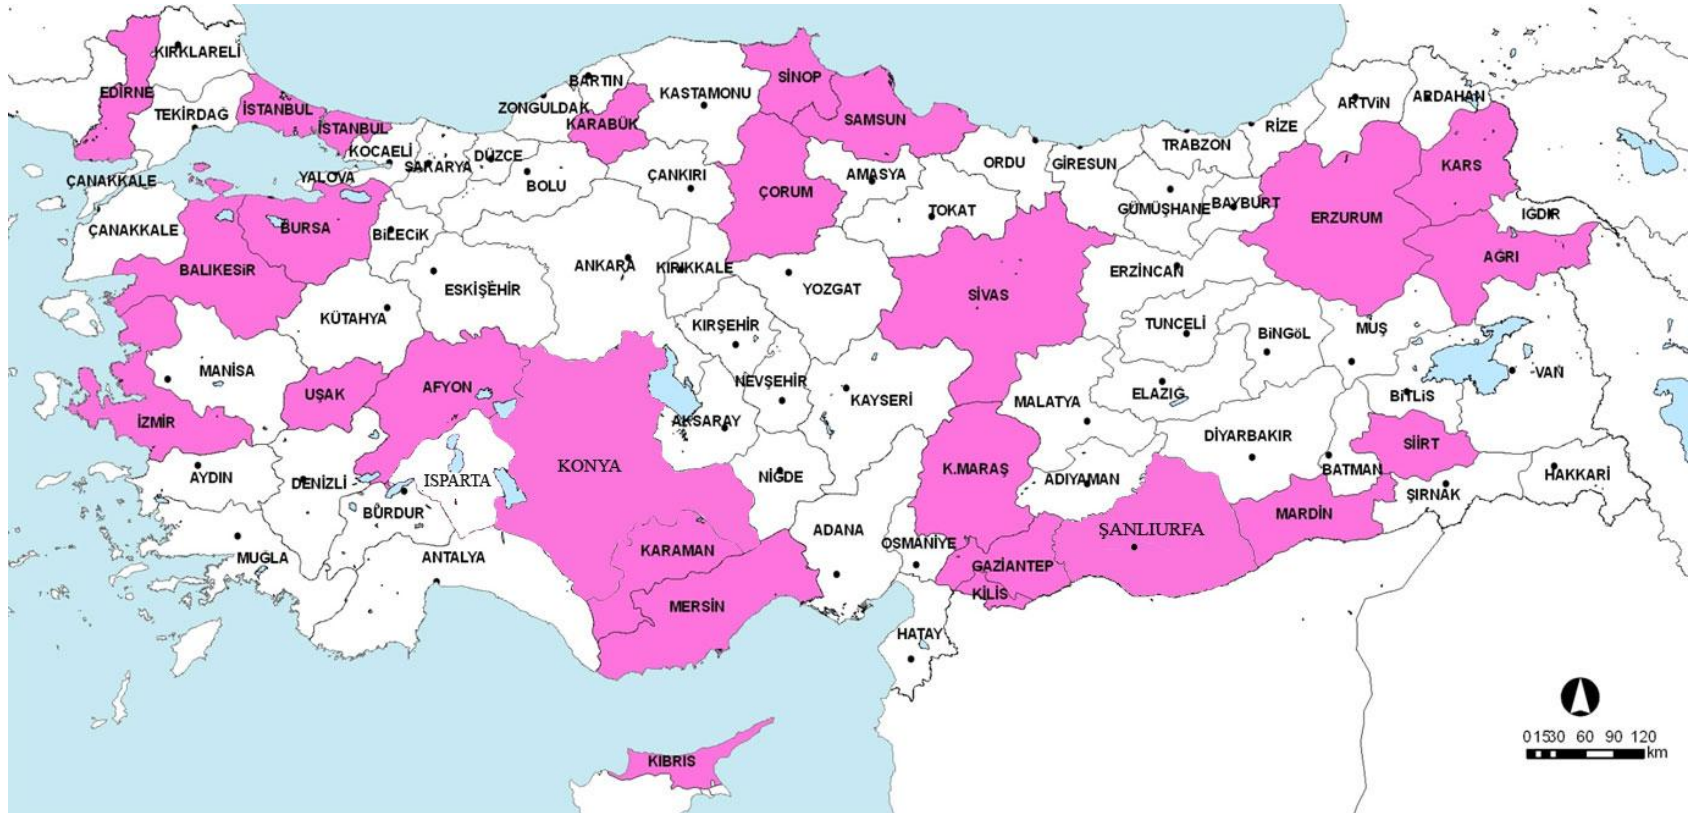 KIRKLARELİ
EDİRNE
TEKİRDAĞ
İSTANBUL
İSTANBUL
KOCAELİ
YALOVA
SAKARYA
DÜZCE
ZONGULDAK
BARTIN
KARABÜK
KASTAMONU
SİNOP
SAMSUN
ORDU
GİRESUN
TRABZON
RİZE
ARTVİN
ARDAHAN
KARS
ÇANAKKALE
ÇANAKKALE
BURSA
BİLECİK
BOLU
ÇANKIRI
ÇORUM
AMASYA
TOKAT
GÜMÜŞHANE
BAYBURT
ERZURUM
IĞDIR
AĞRI
BALIKESİR
KÜTAHYA
ESKİŞEHİR
ANKARA
KIRIKKALE
YOZGAT
SİVAS
ERZİNCAN
TUNCELİ
BİNGÖL
MUŞ
KIRŞEHİR
MANİSA
UŞAK
AFYON
NEVŞEHİR
KAYSERİ
MALATYA
ELAZIĞ
BİTLİS
VAN
İZMİR
AKSARAY
KONYA
ISPARTA
DİYARBAKIR
BATMAN
SİİRT
HAKKARİ
AYDIN
DENİZLİ
BURDUR
NİĞDE
K.MARAŞ
ADIYAMAN
ŞIRNAK
MARDİN
ŞANLIURFA
MUĞLA
ANTALYA
KARAMAN
ADANA
OSMANİYE
GAZİANTEP
KİLİS
MERSİN
HATAY
KIBRIS
0 15 30 60 90 120
km